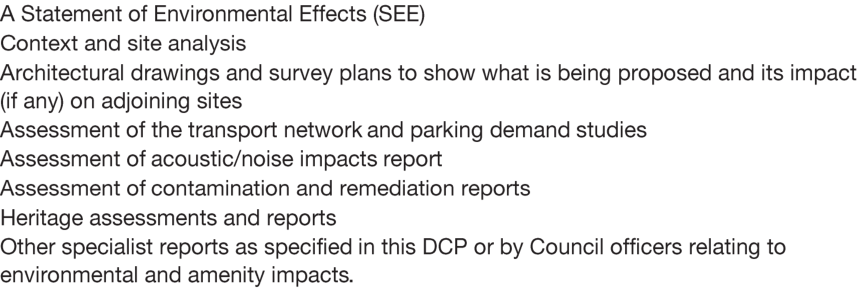 A Statement of Environmental Effects (SEE)
Context and site analysis
Architectural drawings and survey plans to show what is being proposed and its impact
(if any) on adjoining sites
Assessment of the transport network and parking demand studies
Assessment of acoustic/noise impacts report
Assessment of contamination and remediation reports
Heritage assessments and reports
Other specialist reports as specified in this DCP or by Council officers relating to
environmental and amenity impacts.